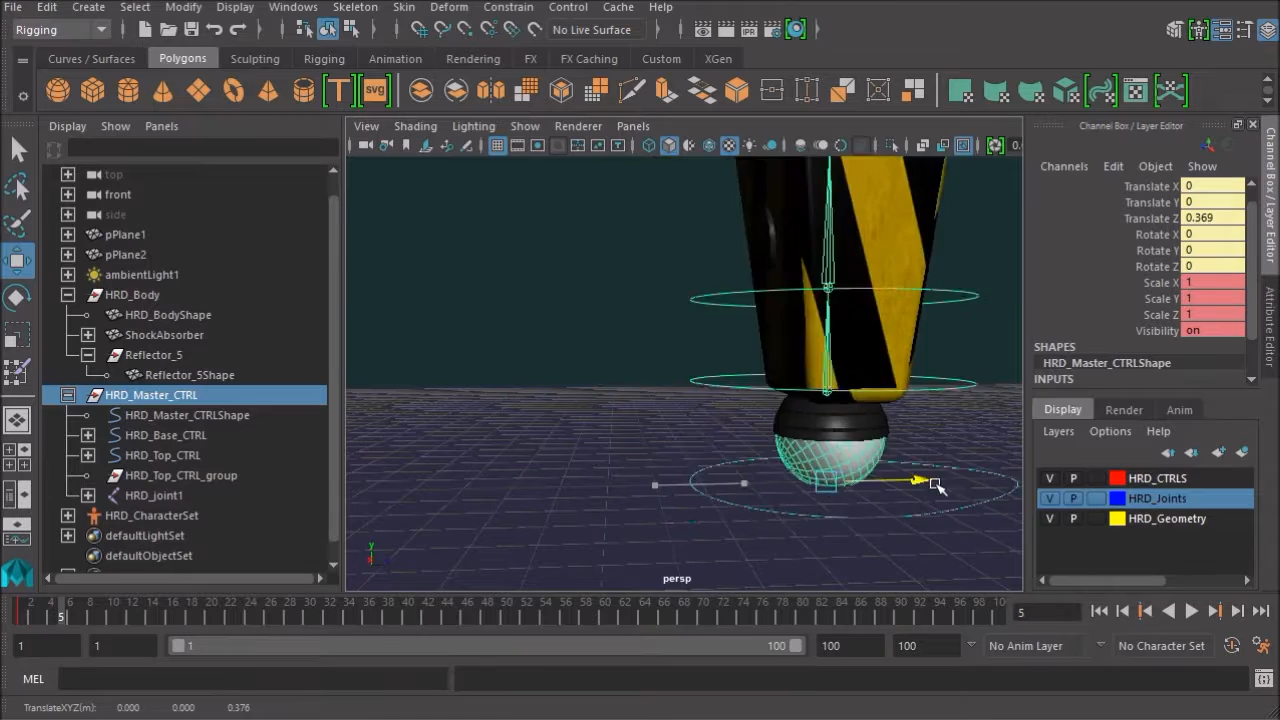 File Edit Create Select Modify Display Windows Skeleton Skin Deform Constrain Control Cache Help
Rigging No Live Surface
Curves / Surfaces Polygons Sculpting Rigging Animation Rendering FX FX Caching Custom XGen
T svg
Display Show Panels
View Shading Lighting Show Renderer Panels
Channel Box / Layer Editor
Channels Edit Object Show
top
front
side
pPlane1
pPlane2
ambientLight1
HRD_Body
HRD_BodyShape
ShockAbsorber
Reflector_5
Reflector_5Shape
HRD_Master_CTRL
HRD_Master_CTRLShape
HRD_Base_CTRL
HRD_Top_CTRL
HRD_Top_CTRL_group
HRD_joint1
HRD_CharacterSet
defaultLightSet
defaultObjectSet
persp
Translate X 0
Translate Y 0
Translate Z 0.369
Rotate X 0
Rotate Y 0
Rotate Z 0
Scale X 1
Scale Y 1
Scale Z 1
Visibility on
SHAPES
HRD_Master_CTRLShape
INPUTS
Display Render Anim
Layers Options Help
V P HRD_CTRLS
V P HRD_Joints
V P HRD_Geometry
Channel Box / Layer Editor
Attribute Editor
2 4 5 6 8 10 12 14 16 18 20 22 24 26 28 30 32 34 36 38 40 42 44 46 48 50 52 54 56 58 60 62 64 66 68 70 72 74 76 78 80 82 84 86 88 90 92 94 96 98 10 5
1 1 1 100 100 100 No Anim Layer No Character Set
MEL
TranslateXYZ(m): 0.000 0.000 0.376